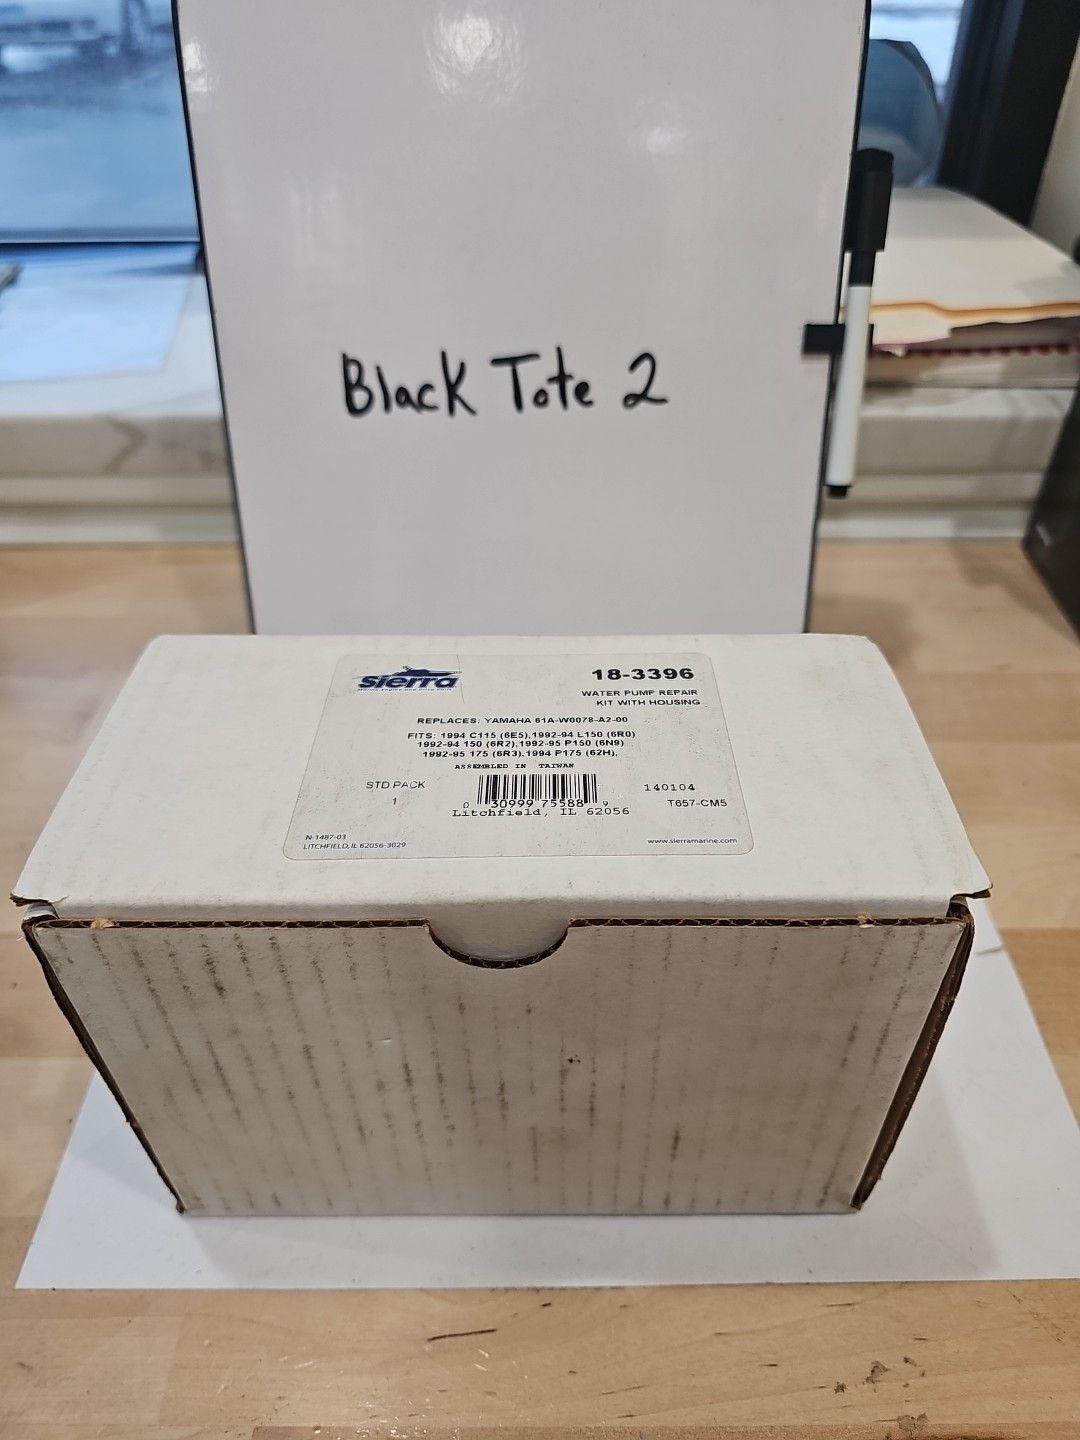 Black Tote 2
sierra
18-3396
WATER PUMP REPAIR
KIT WITH HOUSING
REPLACES: YAMAHA 61A-W0078-A2-00
FITS: 1994 C115 (6E5),1992-94 L150 (6R0)
1992-94 150 (6R2),1992-95 P150 (6N9)
1992-95 175 (6R3),1994 P175 (62H),
ASSEMBLED IN TAIWAN
STD PACK
1
0 30999 75588 9
Litchfield, IL 62056
140104
T657-CM5
N-1487-03
LITCHFIELD, IL 62056-3029
www.sierramarine.com